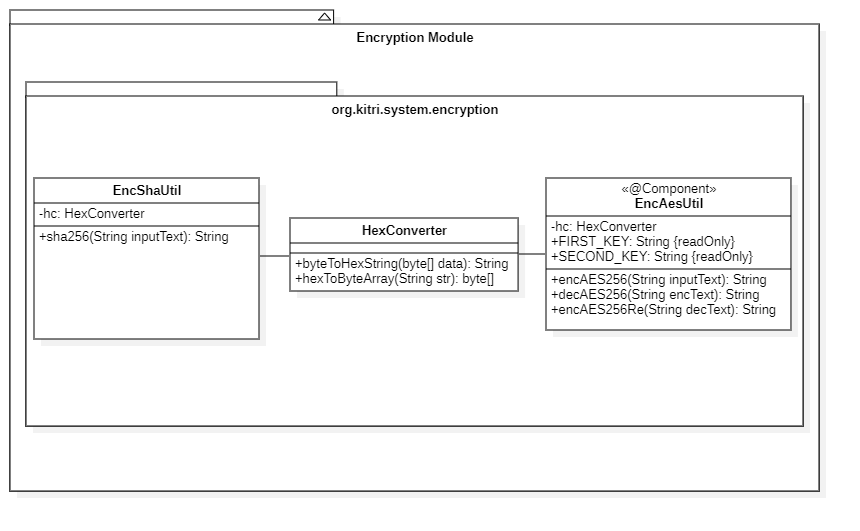 Encryption Module
org.kitri.system.encryption
EncShaUtil
-hc: HexConverter
+sha256(String inputText): String
HexConverter
+byteToHexString(byte[] data): String
+hexToByteArray(String str): byte[]
«@Component»
EncAesUtil
-hc: HexConverter
+FIRST_KEY: String {readOnly}
+SECOND_KEY: String {readOnly}
+encAES256(String inputText): String
+decAES256(String encText): String
+encAES256Re(String decText): String